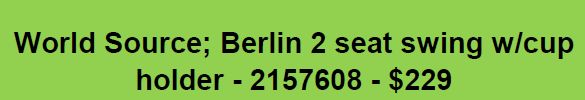 World Source; Berlin 2 seat swing w/cup
holder - 2157608 - $229